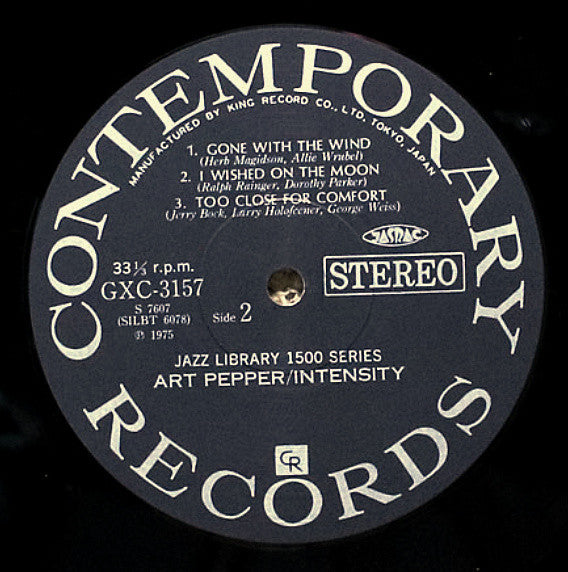 CONTEMPORARY
MANUFACTURED BY KING RECORD CO., LTD. TOKYO, JAPAN
1. GONE WITH THE WIND
(Herb Magidson, Allie Wrubel)
2. I WISHED ON THE MOON
(Ralph Rainger, Dorothy Parker)
3. TOO CLOSE FOR COMFORT
(Jerry Bock, Larry Holofcener, George Weiss)
JASRAC
33⅓ r.p.m.
STEREO
GXC-3157
S 7607
(SILBT 6078)
Side 2
℗ 1975
JAZZ LIBRARY 1500 SERIES
ART PEPPER/INTENSITY
CR
RECORDS